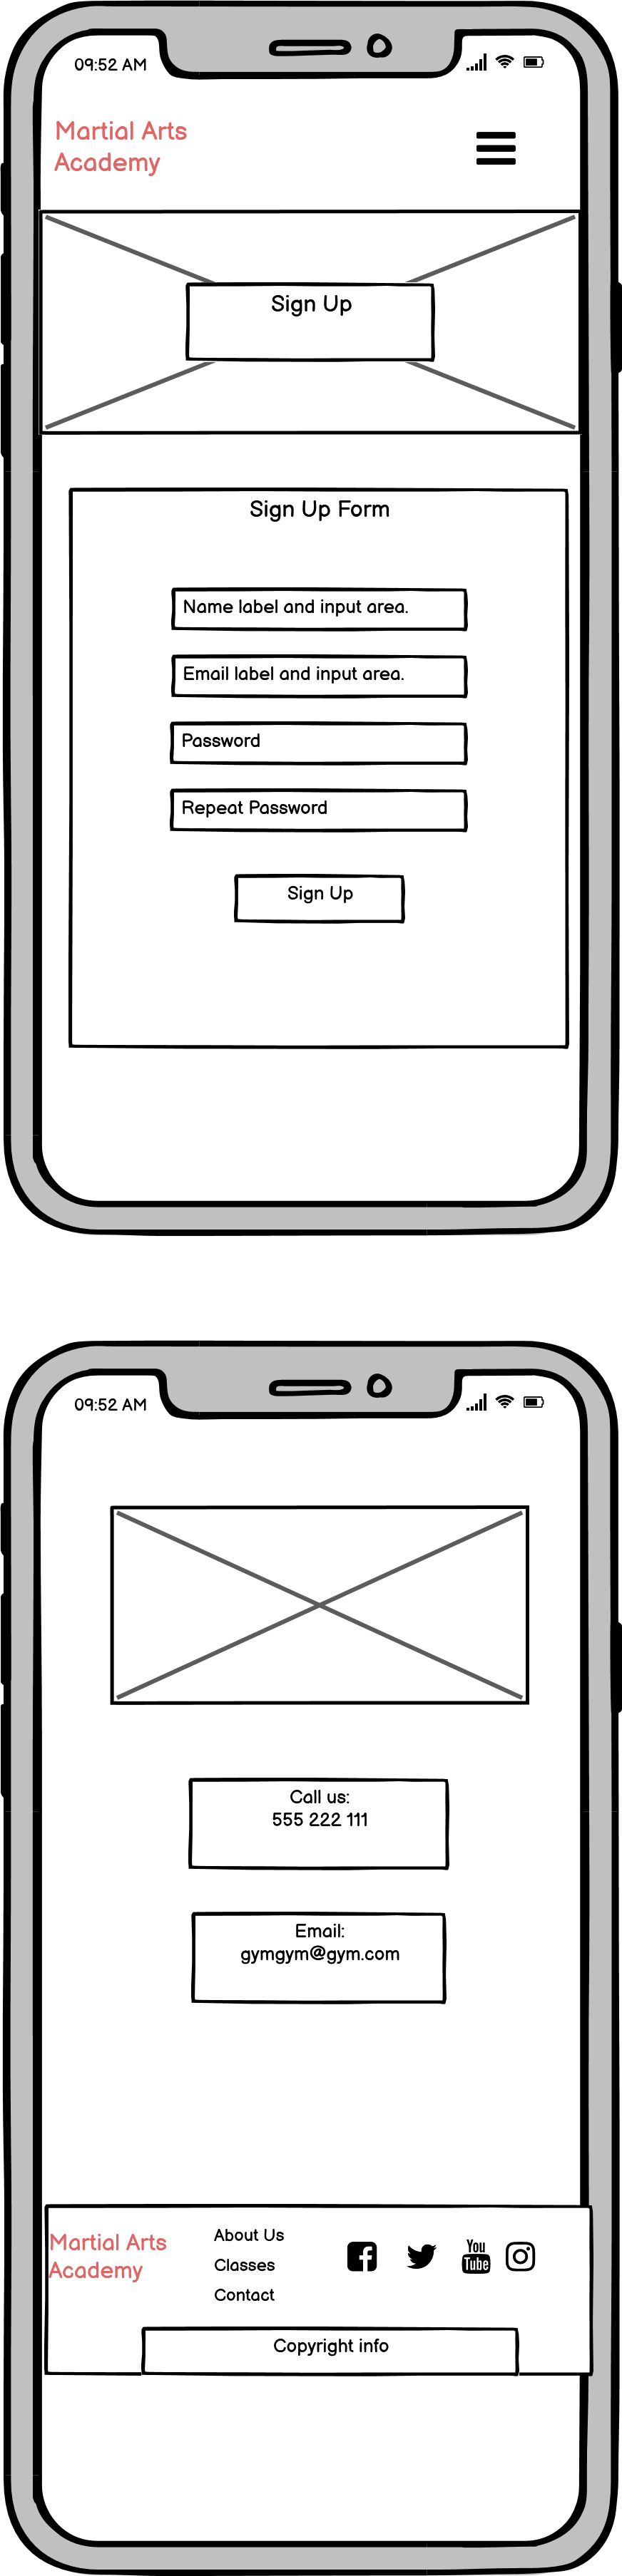 09:52 AM
Martial Arts
Academy
Sign Up
Sign Up Form
Name label and input area.
Email label and input area.
Password
Repeat Password
Sign Up
09:52 AM
Call us:
555 222 111
Email:
gymgym@gym.com
Martial Arts
Academy
About Us
Classes
Contact
You
Tube
Copyright info